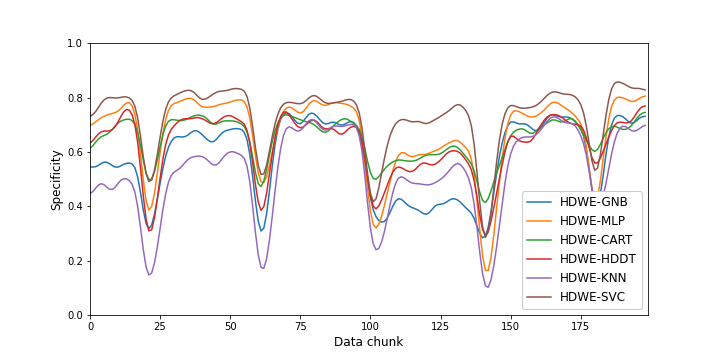 1.0
0.8
0.6
0.4
0.2
0.0
Specificity
0 25 50 75 100 125 150 175
Data chunk
HDWE-GNB
HDWE-MLP
HDWE-CART
HDWE-HDDT
HDWE-KNN
HDWE-SVC